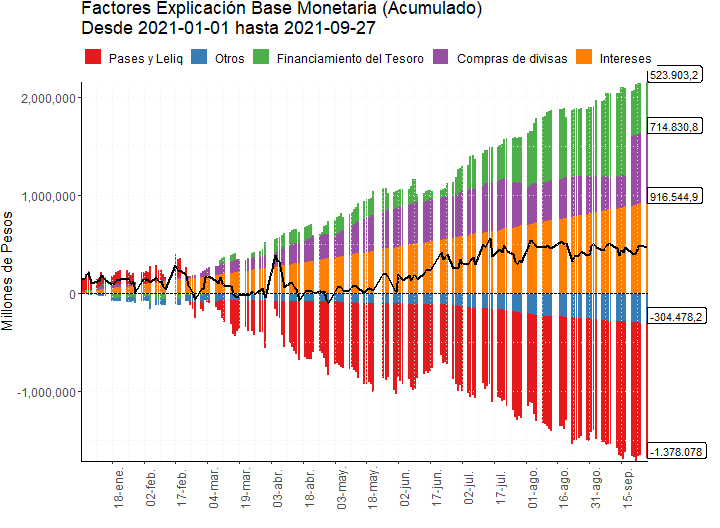 Factores Explicación Base Monetaria (Acumulado)
Desde 2021-01-01 hasta 2021-09-27
Pases y Leliq Otros Financiamiento del Tesoro Compras de divisas Intereses
Millones de Pesos
2,000,000
1,000,000
0
-1,000,000
523.903,2
714.830,8
916.544,9
-304.478,2
-1.378.078
18-ene. 02-feb. 17-feb. 04-mar. 19-mar. 03-abr. 18-abr. 03-may. 18-may. 02-jun. 17-jun. 02-jul. 17-jul. 01-ago. 16-ago. 31-ago. 15-sep.